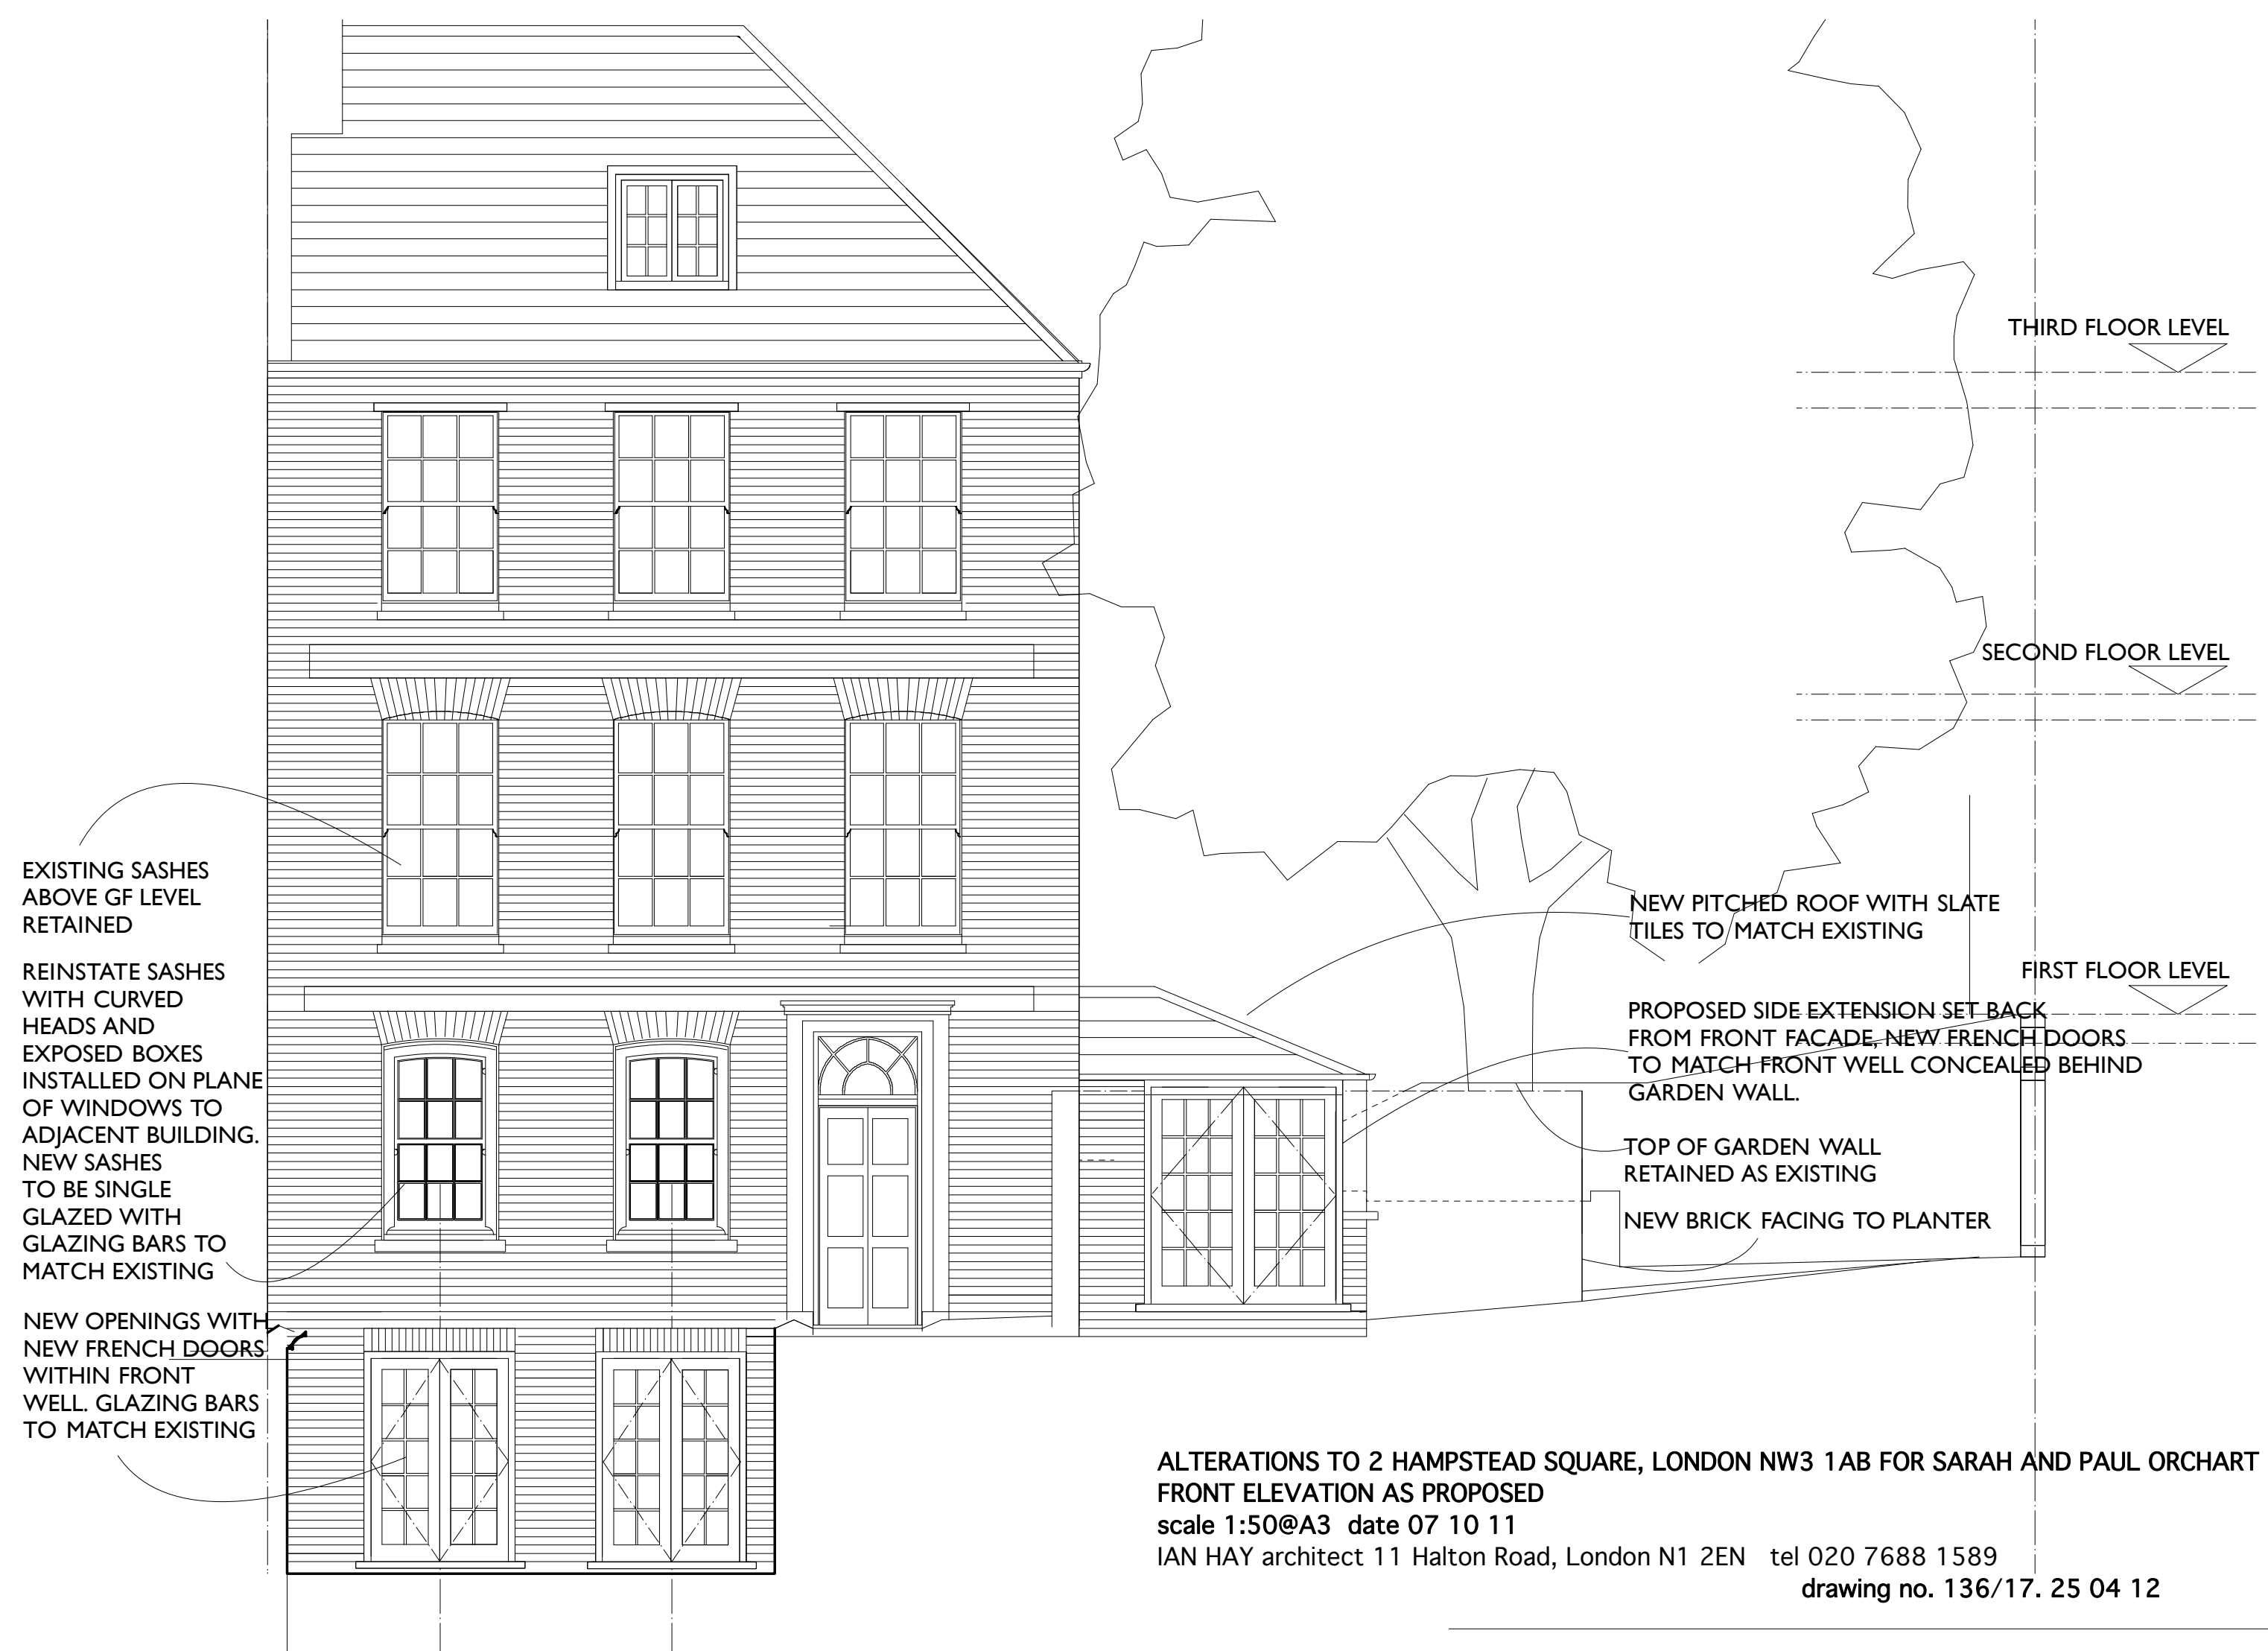 THIRD FLOOR LEVEL
SECOND FLOOR LEVEL
EXISTING SASHES
ABOVE GF LEVEL
RETAINED
REINSTATE SASHES
WITH CURVED
HEADS AND
EXPOSED BOXES
INSTALLED ON PLANE
OF WINDOWS TO
ADJACENT BUILDING.
NEW SASHES
TO BE SINGLE
GLAZED WITH
GLAZING BARS TO
MATCH EXISTING
NEW OPENINGS WITH
NEW FRENCH DOORS
WITHIN FRONT
WELL. GLAZING BARS
TO MATCH EXISTING
NEW PITCHED ROOF WITH SLATE
TILES TO MATCH EXISTING
FIRST FLOOR LEVEL
PROPOSED SIDE EXTENSION SET BACK
FROM FRONT FACADE, NEW FRENCH DOORS
TO MATCH FRONT WELL CONCEALED BEHIND
GARDEN WALL.
TOP OF GARDEN WALL
RETAINED AS EXISTING
NEW BRICK FACING TO PLANTER
ALTERATIONS TO 2 HAMPSTEAD SQUARE, LONDON NW3 1AB FOR SARAH AND PAUL ORCHART
FRONT ELEVATION AS PROPOSED
scale 1:50@A3 date 07 10 11
IAN HAY architect 11 Halton Road, London N1 2EN tel 020 7688 1589
drawing no. 136/17. 25 04 12